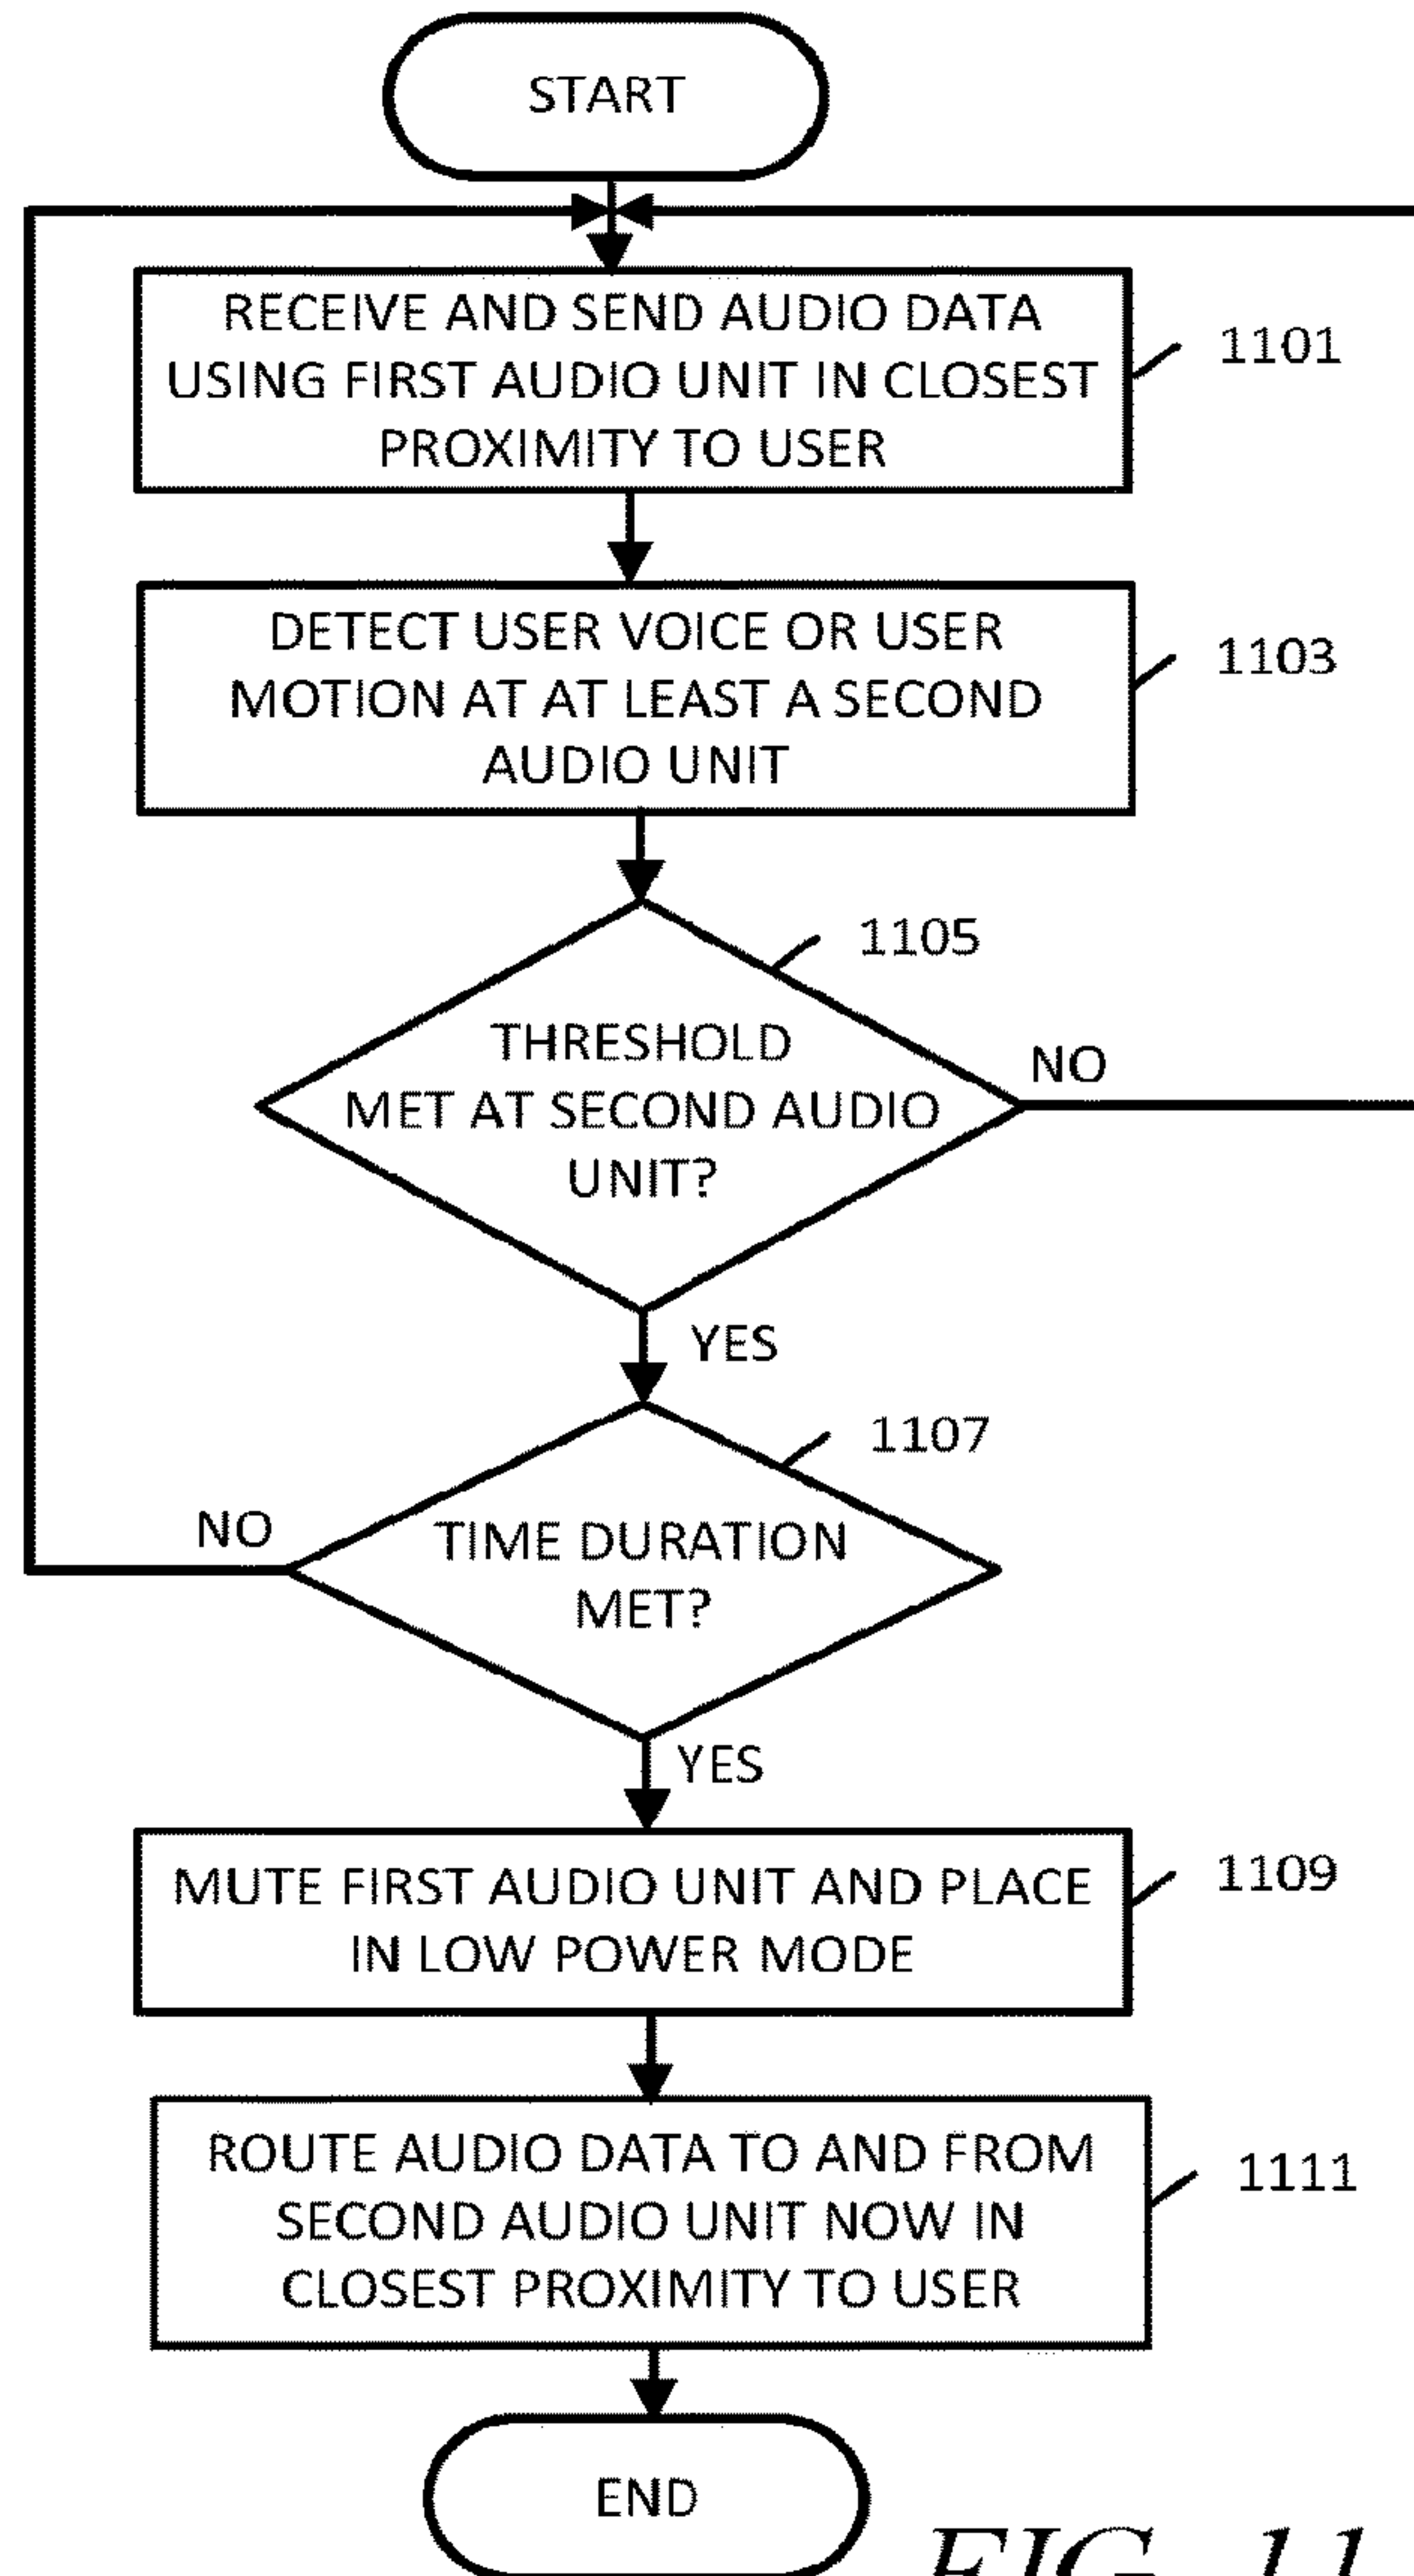 START
RECEIVE AND SEND AUDIO DATA
USING FIRST AUDIO UNIT IN CLOSEST
PROXIMITY TO USER
1101
DETECT USER VOICE OR USER
MOTION AT AT LEAST A SECOND
AUDIO UNIT
1103
1105
THRESHOLD
MET AT SECOND AUDIO
UNIT?
NO
YES
1107
TIME DURATION
MET?
NO
YES
MUTE FIRST AUDIO UNIT AND PLACE
IN LOW POWER MODE
1109
ROUTE AUDIO DATA TO AND FROM
SECOND AUDIO UNIT NOW IN
CLOSEST PROXIMITY TO USER
1111
END
FIG. 11